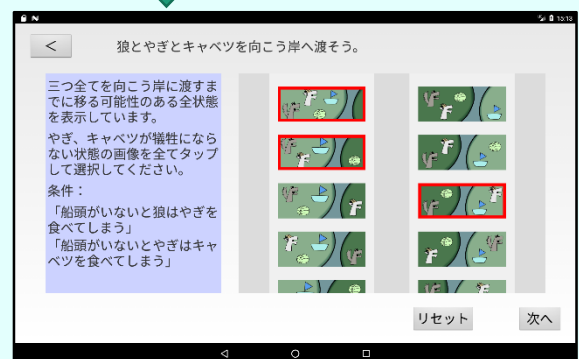 15:13
<
狼とやぎとキャベツを向こう岸へ渡そう。
三つ全てを向こう岸に渡すま
でに移る可能性のある全状態
を表示しています。
やぎ、キャベツが犠牲になら
ない状態の画像を全てタップ
して選択してください。
条件：
「船頭がいないと狼はやぎを
食べてしまう」
「船頭がいないとやぎはキャ
ベツを食べてしまう」
リセット
次へ